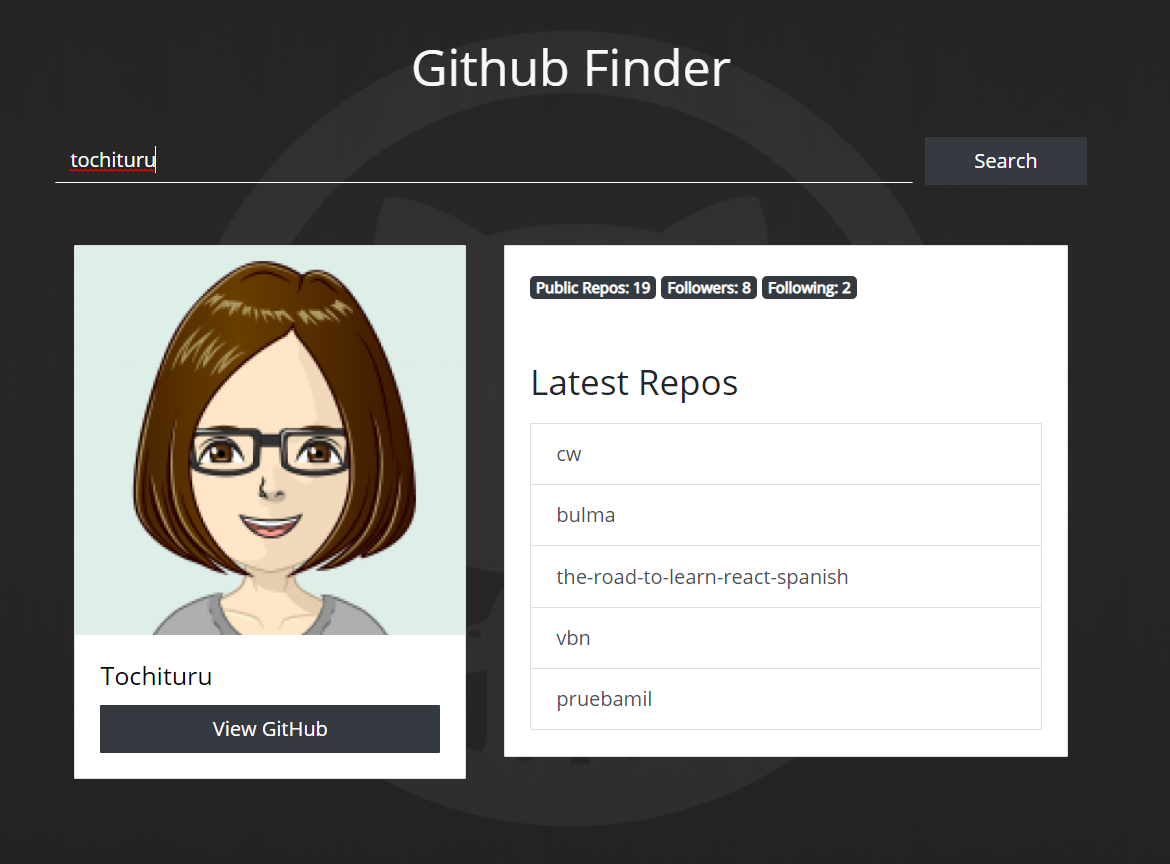 Github Finder
tochituru
Search
Tochituru
View GitHub
Public Repos: 19 Followers: 8 Following: 2
Latest Repos
cw
bulma
the-road-to-learn-react-spanish
vbn
pruebamil